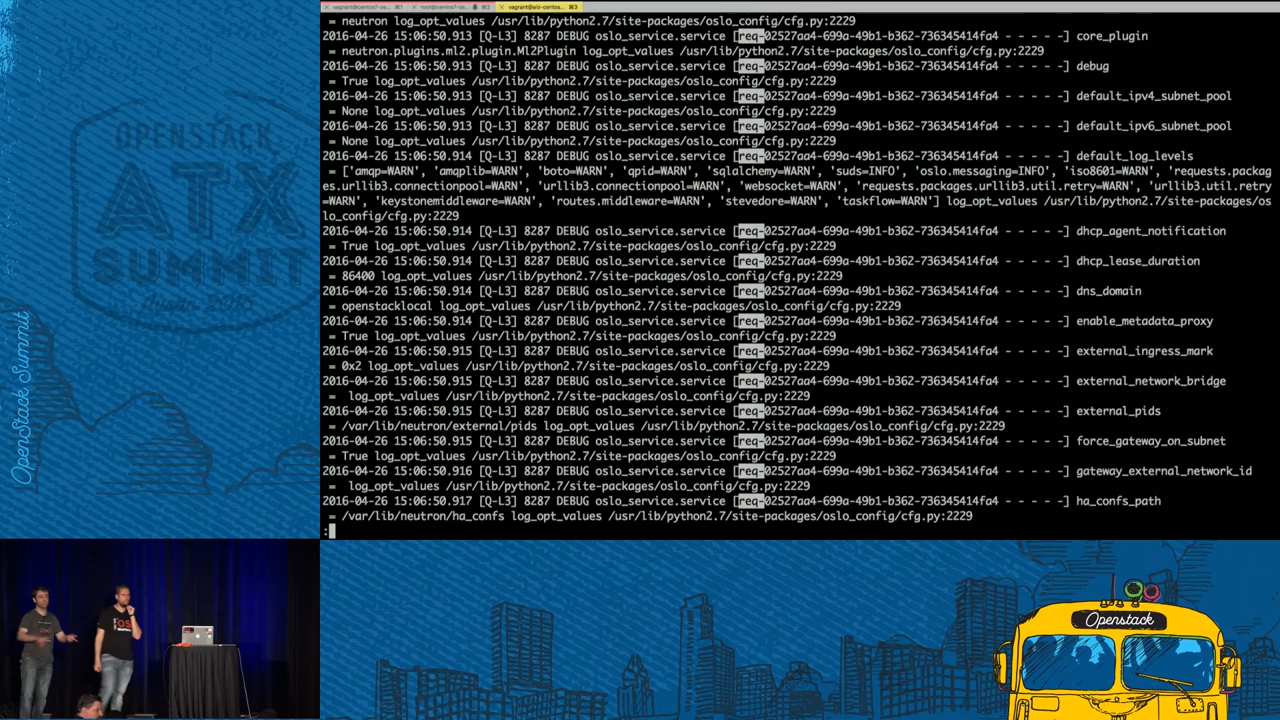 vagrant@centos7-os... ⌘1 root@centos7-os... ⌘2 vagrant@aio-centos... ⌘3
= neutron log_opt_values /usr/lib/python2.7/site-packages/oslo_config/cfg.py:2229
2016-04-26 15:06:50.913 [Q-L3] 8287 DEBUG oslo_service.service [req-02527aa4-699a-49b1-b362-736345414fa4 - - - - -] core_plugin
= neutron.plugins.ml2.plugin.Ml2Plugin log_opt_values /usr/lib/python2.7/site-packages/oslo_config/cfg.py:2229
2016-04-26 15:06:50.913 [Q-L3] 8287 DEBUG oslo_service.service [req-02527aa4-699a-49b1-b362-736345414fa4 - - - - -] debug
= True log_opt_values /usr/lib/python2.7/site-packages/oslo_config/cfg.py:2229
2016-04-26 15:06:50.913 [Q-L3] 8287 DEBUG oslo_service.service [req-02527aa4-699a-49b1-b362-736345414fa4 - - - - -] default_ipv4_subnet_pool
= None log_opt_values /usr/lib/python2.7/site-packages/oslo_config/cfg.py:2229
2016-04-26 15:06:50.913 [Q-L3] 8287 DEBUG oslo_service.service [req-02527aa4-699a-49b1-b362-736345414fa4 - - - - -] default_ipv6_subnet_pool
= None log_opt_values /usr/lib/python2.7/site-packages/oslo_config/cfg.py:2229
2016-04-26 15:06:50.914 [Q-L3] 8287 DEBUG oslo_service.service [req-02527aa4-699a-49b1-b362-736345414fa4 - - - - -] default_log_levels
= ['amqp=WARN', 'amqplib=WARN', 'boto=WARN', 'qpid=WARN', 'sqlalchemy=WARN', 'suds=INFO', 'oslo.messaging=INFO', 'iso8601=WARN', 'requests.packag
es.urllib3.connectionpool=WARN', 'urllib3.connectionpool=WARN', 'websocket=WARN', 'requests.packages.urllib3.util.retry=WARN', 'urllib3.util.retry
=WARN', 'keystonemiddleware=WARN', 'routes.middleware=WARN', 'stevedore=WARN', 'taskflow=WARN'] log_opt_values /usr/lib/python2.7/site-packages/os
lo_config/cfg.py:2229
2016-04-26 15:06:50.914 [Q-L3] 8287 DEBUG oslo_service.service [req-02527aa4-699a-49b1-b362-736345414fa4 - - - - -] dhcp_agent_notification
= True log_opt_values /usr/lib/python2.7/site-packages/oslo_config/cfg.py:2229
2016-04-26 15:06:50.914 [Q-L3] 8287 DEBUG oslo_service.service [req-02527aa4-699a-49b1-b362-736345414fa4 - - - - -] dhcp_lease_duration
= 86400 log_opt_values /usr/lib/python2.7/site-packages/oslo_config/cfg.py:2229
2016-04-26 15:06:50.914 [Q-L3] 8287 DEBUG oslo_service.service [req-02527aa4-699a-49b1-b362-736345414fa4 - - - - -] dns_domain
= openstacklocal log_opt_values /usr/lib/python2.7/site-packages/oslo_config/cfg.py:2229
2016-04-26 15:06:50.914 [Q-L3] 8287 DEBUG oslo_service.service [req-02527aa4-699a-49b1-b362-736345414fa4 - - - - -] enable_metadata_proxy
= True log_opt_values /usr/lib/python2.7/site-packages/oslo_config/cfg.py:2229
2016-04-26 15:06:50.915 [Q-L3] 8287 DEBUG oslo_service.service [req-02527aa4-699a-49b1-b362-736345414fa4 - - - - -] external_ingress_mark
= 0x2 log_opt_values /usr/lib/python2.7/site-packages/oslo_config/cfg.py:2229
2016-04-26 15:06:50.915 [Q-L3] 8287 DEBUG oslo_service.service [req-02527aa4-699a-49b1-b362-736345414fa4 - - - - -] external_network_bridge
= log_opt_values /usr/lib/python2.7/site-packages/oslo_config/cfg.py:2229
2016-04-26 15:06:50.915 [Q-L3] 8287 DEBUG oslo_service.service [req-02527aa4-699a-49b1-b362-736345414fa4 - - - - -] external_pids
= /var/lib/neutron/external/pids log_opt_values /usr/lib/python2.7/site-packages/oslo_config/cfg.py:2229
2016-04-26 15:06:50.915 [Q-L3] 8287 DEBUG oslo_service.service [req-02527aa4-699a-49b1-b362-736345414fa4 - - - - -] force_gateway_on_subnet
= True log_opt_values /usr/lib/python2.7/site-packages/oslo_config/cfg.py:2229
2016-04-26 15:06:50.916 [Q-L3] 8287 DEBUG oslo_service.service [req-02527aa4-699a-49b1-b362-736345414fa4 - - - - -] gateway_external_network_id
= log_opt_values /usr/lib/python2.7/site-packages/oslo_config/cfg.py:2229
2016-04-26 15:06:50.917 [Q-L3] 8287 DEBUG oslo_service.service [req-02527aa4-699a-49b1-b362-736345414fa4 - - - - -] ha_confs_path
= /var/lib/neutron/ha_confs log_opt_values /usr/lib/python2.7/site-packages/oslo_config/cfg.py:2229
:
OPENSTACK
ATX
SUMMIT
OpenStack Summit
Openstack